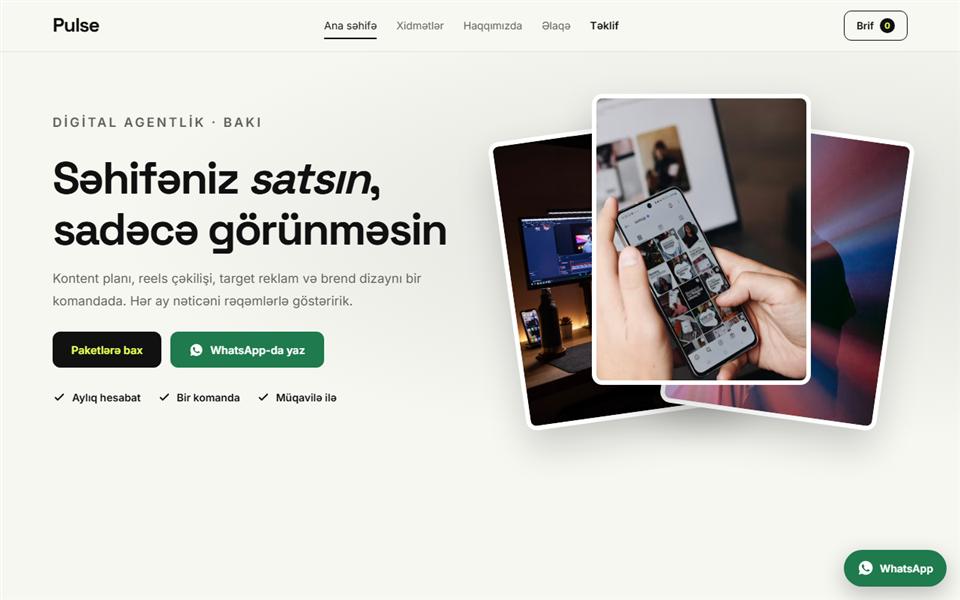 Pulse
Ana səhifə
Xidmətlər
Haqqımızda
Əlaqə
Təklif
Brif 0
DİGİTAL AGENTLİK · BAKI
Səhifəniz satsın,
sadəcə görünməsin
Kontent planı, reels çəkilişi, target reklam və brend dizaynı bir
komandada. Hər ay nəticəni rəqəmlərlə göstəririk.
Paketlərə bax
WhatsApp-da yaz
Aylıq hesabat
Bir komanda
Müqavilə ilə
WhatsApp